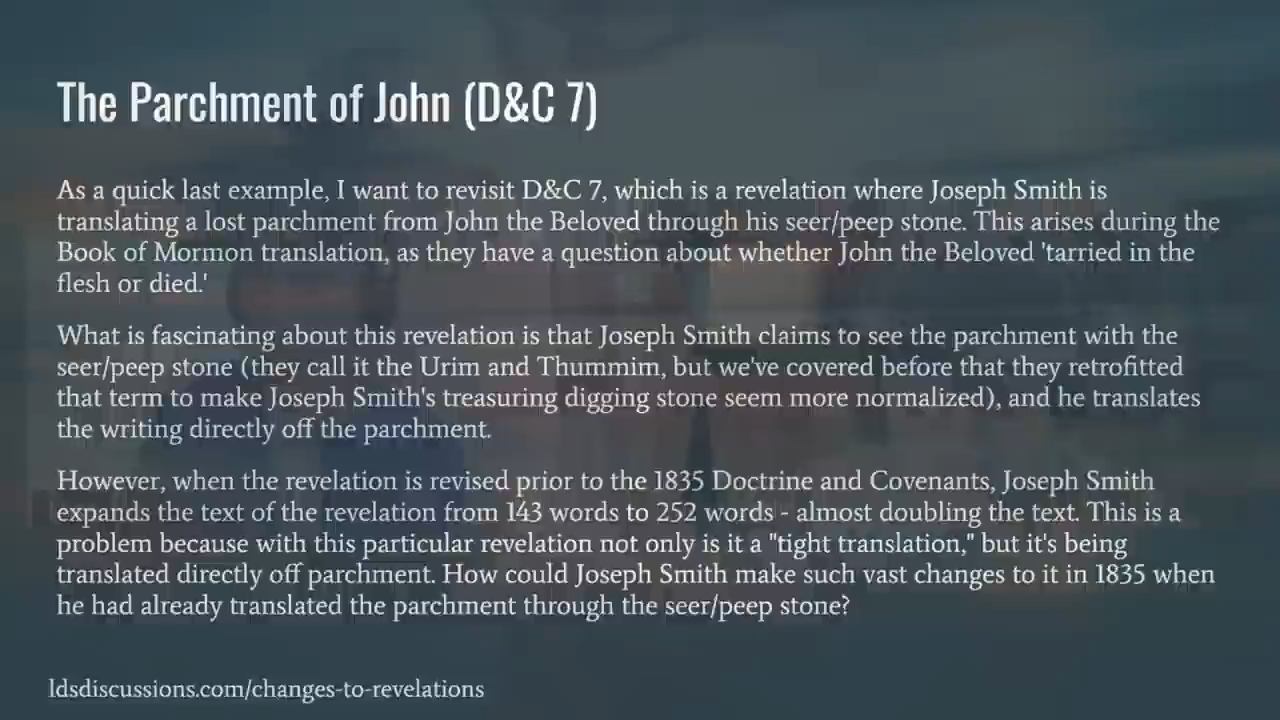 The Parchment of John (D&C 7)
As a quick last example, I want to revisit D&C 7, which is a revelation where Joseph Smith is
translating a lost parchment from John the Beloved through his seer/peep stone. This arises during the
Book of Mormon translation, as they have a question about whether John the Beloved 'tarried in the
flesh or died.'
What is fascinating about this revelation is that Joseph Smith claims to see the parchment with the
seer/peep stone (they call it the Urim and Thummim, but we've covered before that they retrofitted
that term to make Joseph Smith's treasuring digging stone seem more normalized), and he translates
the writing directly off the parchment.
However, when the revelation is revised prior to the 1835 Doctrine and Covenants, Joseph Smith
expands the text of the revelation from 143 words to 252 words - almost doubling the text. This is a
problem because with this particular revelation not only is it a "tight translation," but it's being
translated directly off parchment. How could Joseph Smith make such vast changes to it in 1835 when
he had already translated the parchment through the seer/peep stone?
ldsdiscussions.com/changes-to-revelations